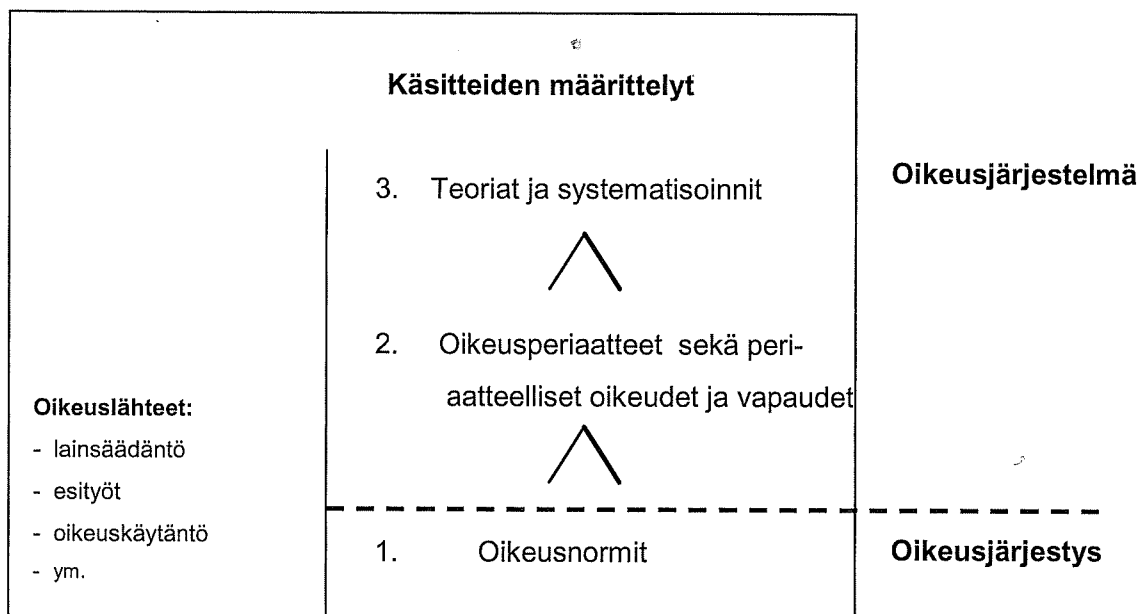 Käsitteiden määrittelyt
3. Teoriat ja systematisoinnit
Oikeusjärjestelmä
2. Oikeusperiaatteet sekä peri-
aatteelliset oikeudet ja vapaudet
Oikeuslähteet:
- lainsäädäntö
- esityöt
- oikeuskäytäntö
- ym.
1. Oikeusnormit
Oikeusjärjestys